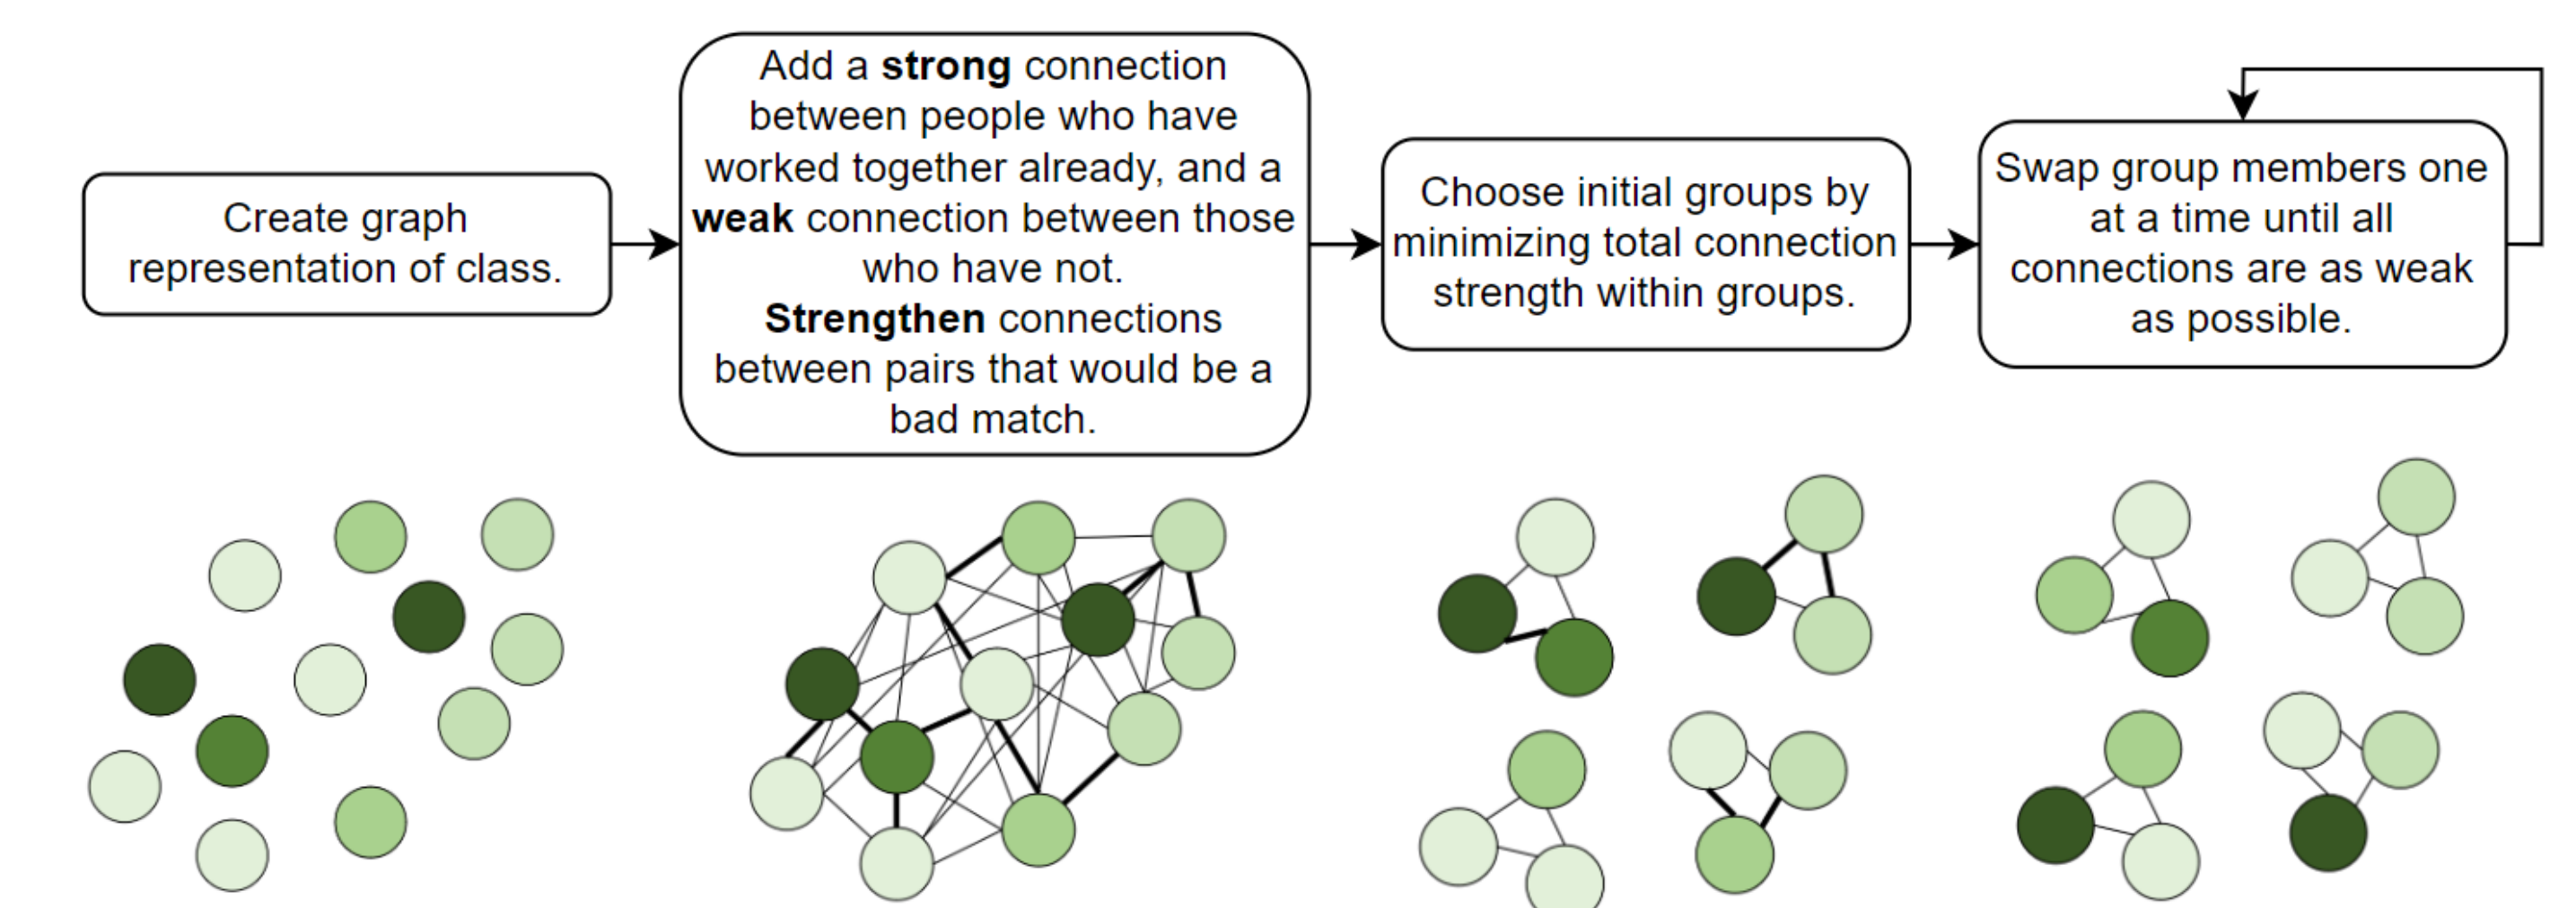 Create graph
representation of class.
Add a strong connection
between people who have
worked together already, and a
weak connection between those
who have not.
Strengthen connections
between pairs that would be a
bad match.
Choose initial groups by
minimizing total connection
strength within groups.
Swap group members one
at a time until all
connections are as weak
as possible.